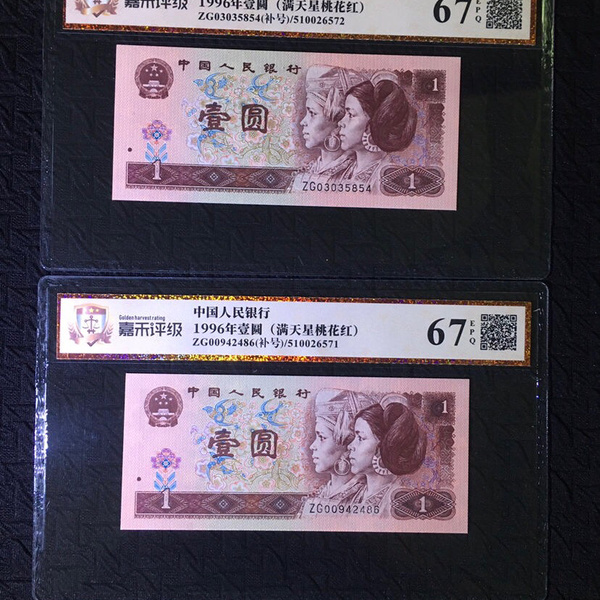 嘉禾评级
1996年壹圆（满天星桃花红）
ZG03035854(补号)/510026572
67 EPQ
中国人民银行
1
壹圆
1
ZG03035854
1
Golden harvest rating
嘉禾评级
中国人民银行
1996年壹圆（满天星桃花红）
ZG00942486(补号)/510026571
67 EPQ
中国人民银行
1
壹圆
1
ZG00942486
1